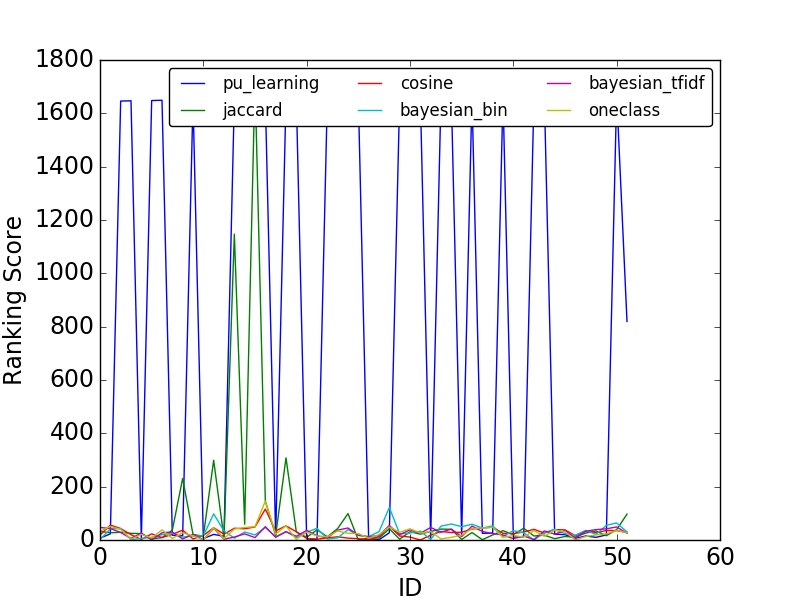 1800
1600
1400
1200
1000
800
600
400
200
0
Ranking Score
pu_learning cosine bayesian_tfidf
jaccard bayesian_bin oneclass
0 10 20 30 40 50 60
ID